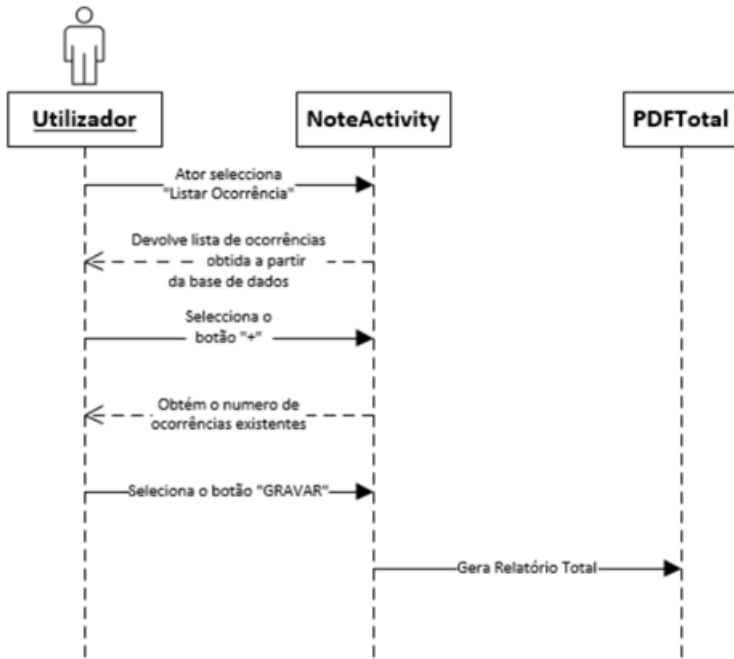 Utilizador
NoteActivity
PDFTotal
Ator selecciona
"Listar Ocorrência"
Devolve lista de ocorrências
obtida a partir
da base de dados
Selecciona o
botão "+"
Obtém o numero de
ocorrências existentes
Seleciona o botão "GRAVAR"
Gera Relatório Total